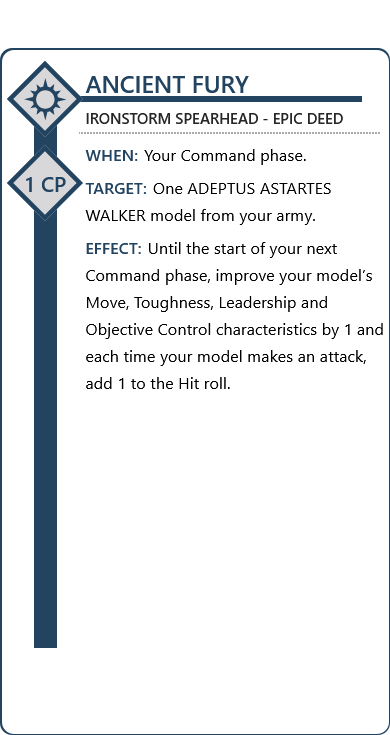 ANCIENT FURY
IRONSTORM SPEARHEAD - EPIC DEED
1 CP
WHEN: Your Command phase.
TARGET: One ADEPTUS ASTARTES
WALKER model from your army.
EFFECT: Until the start of your next
Command phase, improve your model’s
Move, Toughness, Leadership and
Objective Control characteristics by 1 and
each time your model makes an attack,
add 1 to the Hit roll.